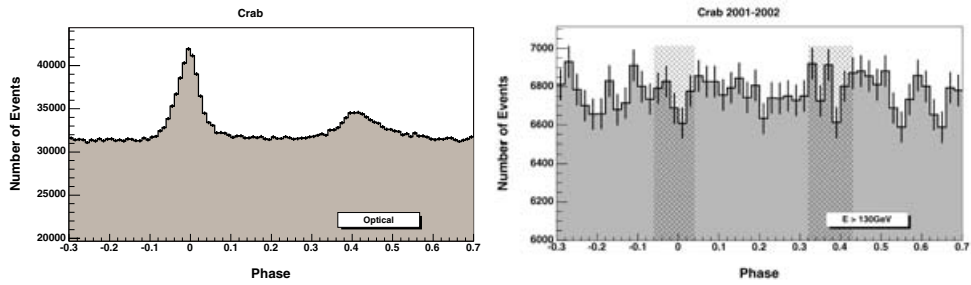 Crab
Number of Events
40000
35000
30000
25000
20000
-0.3 -0.2 -0.1 0 0.1 0.2 0.3 0.4 0.5 0.6 0.7
Optical
Phase
Crab 2001-2002
Number of Events
7000
6800
6600
6400
6200
6000
-0.3 -0.2 -0.1 0 0.1 0.2 0.3 0.4 0.5 0.6 0.7
E > 130GeV
Phase